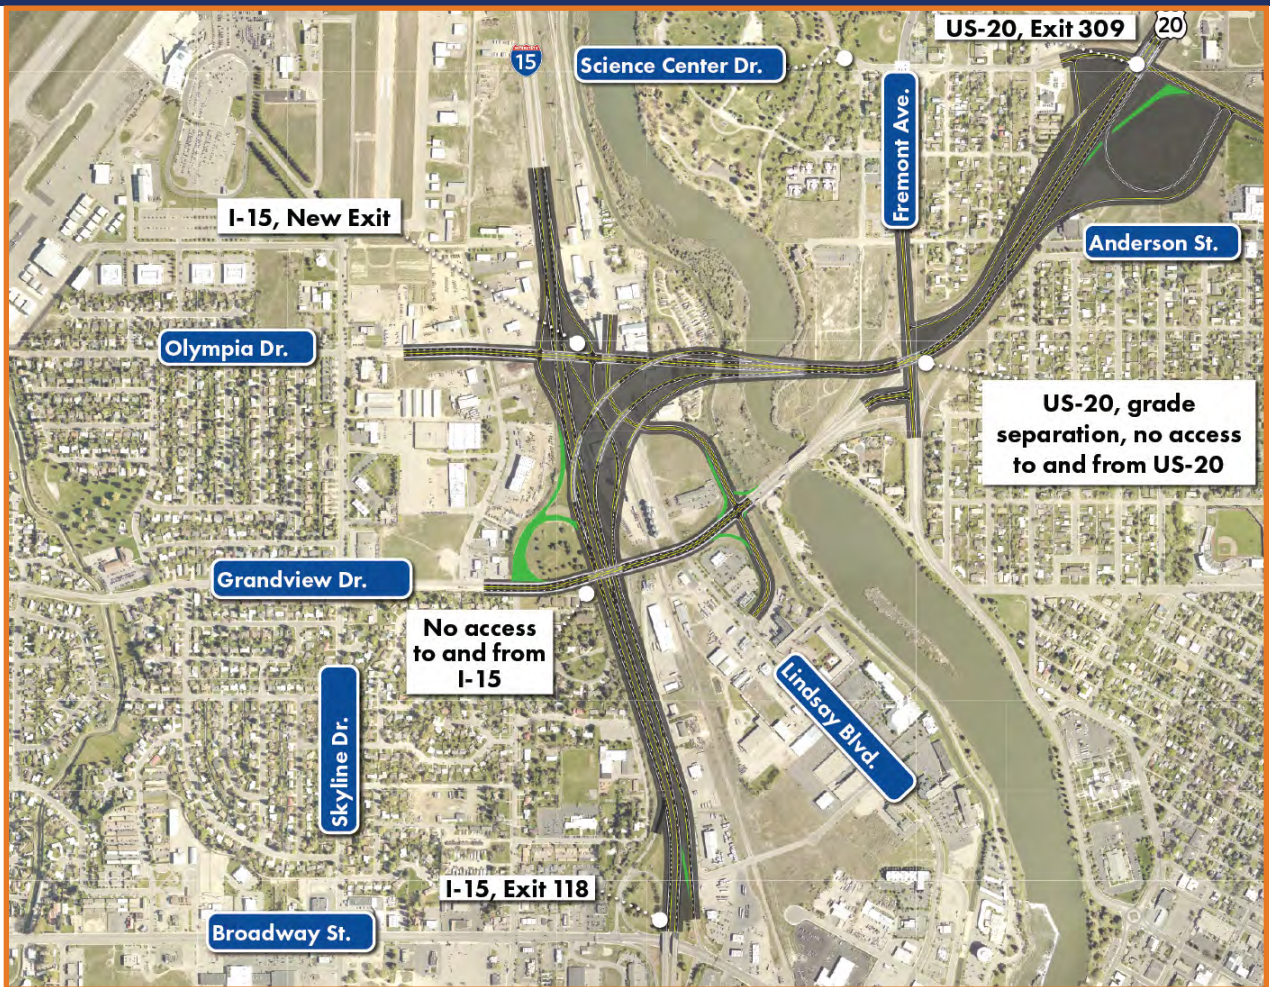 US-20, Exit 309
20
15
Science Center Dr.
Fremont Ave.
I-15, New Exit
Anderson St.
Olympia Dr.
US-20, grade
separation, no access
to and from US-20
Grandview Dr.
No access
to and from
I-15
Lindsay Blvd.
Skyline Dr.
I-15, Exit 118
Broadway St.